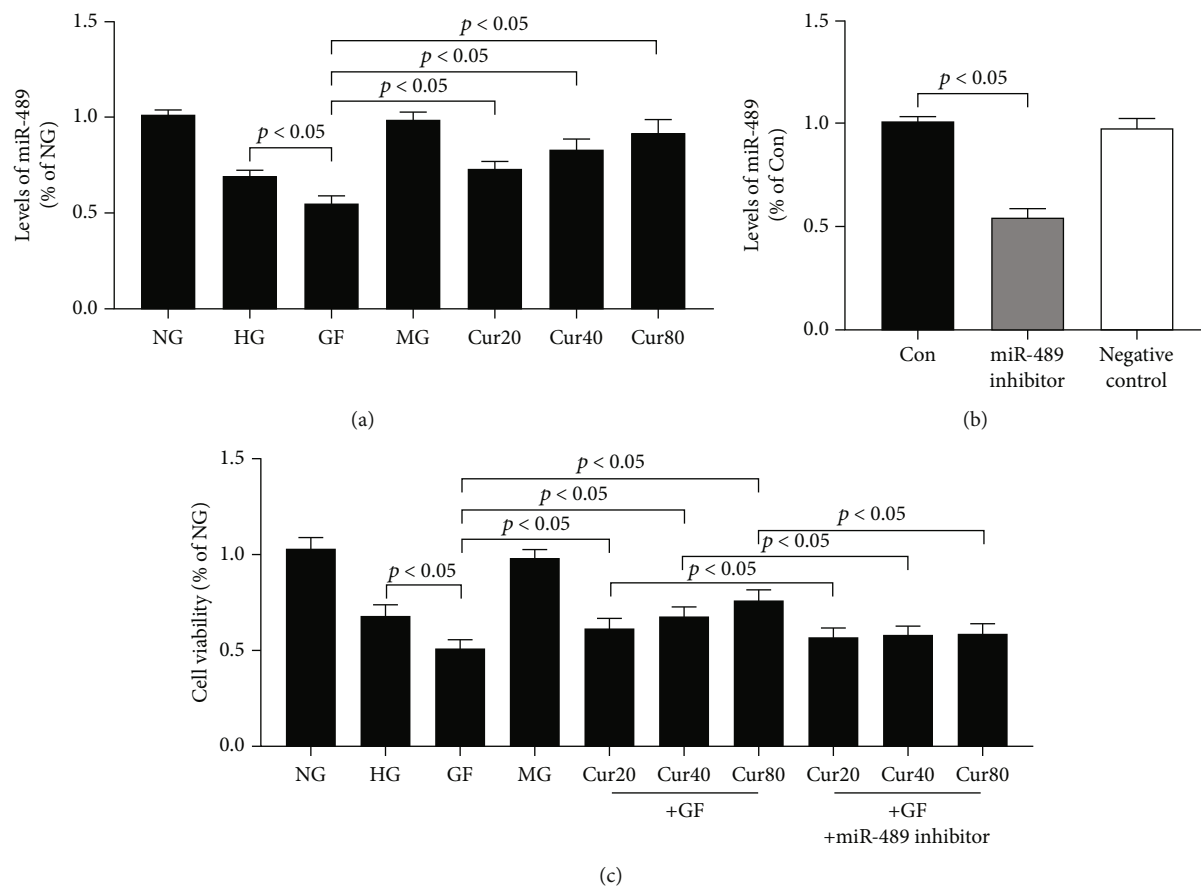 1.5
1.0
0.5
0.0
Levels of miR-489
(% of NG)
p < 0.05
p < 0.05
p < 0.05
p < 0.05
NG HG GF MG Cur20 Cur40 Cur80
(a)
1.5
1.0
0.5
0.0
Levels of miR-489
(% of Con)
p < 0.05
Con miR-489 Negative
inhibitor control
(b)
1.5
1.0
0.5
0.0
Cell viability (% of NG)
p < 0.05
p < 0.05
p < 0.05
p < 0.05
p < 0.05
p < 0.05
p < 0.05
NG HG GF MG Cur20 Cur40 Cur80 Cur20 Cur40 Cur80
+GF +GF
+miR-489 inhibitor
(c)